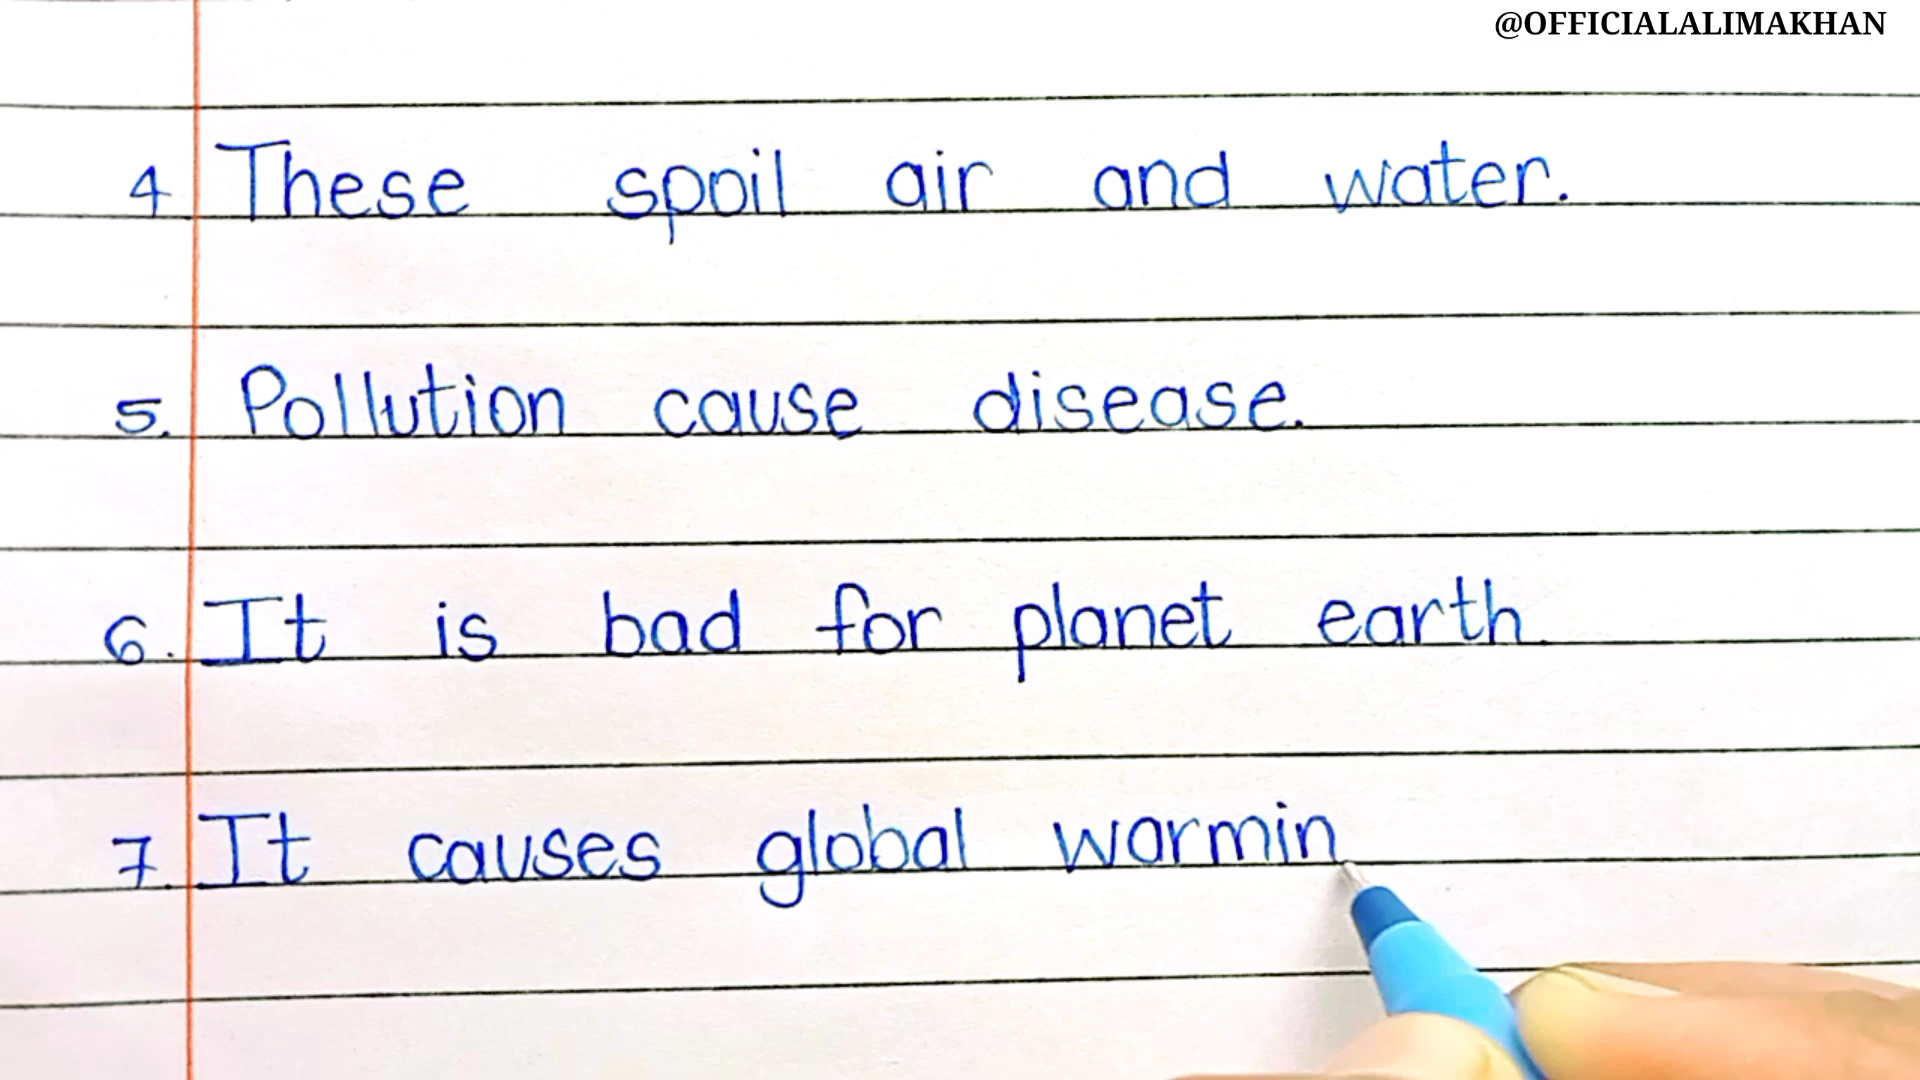 @OFFICIALALIMAKHAN
4 These spoil air and water.
5. Pollution cause disease.
6. It is bad for planet earth.
7. It causes global warmin